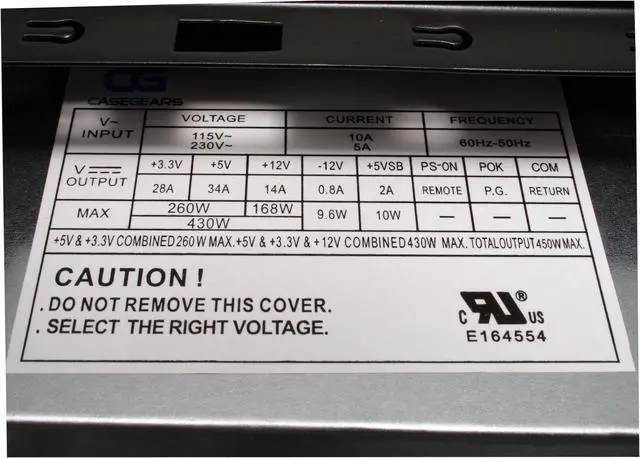 CG
CASEGEARS
V~ INPUT VOLTAGE CURRENT FREQUENCY
115V~ 10A 60Hz-50Hz
230V~ 5A
V OUTPUT +3.3V +5V +12V -12V +5VSB PS-ON POK COM
28A 34A 14A 0.8A 2A REMOTE P.G. RETURN
MAX 260W 168W 9.6W 10W — — —
430W
+5V & +3.3V COMBINED 260W MAX. +5V & +3.3V & +12V COMBINED 430W MAX. TOTAL OUTPUT 450W MAX.
CAUTION !
. DO NOT REMOVE THIS COVER.
. SELECT THE RIGHT VOLTAGE.
c RU ® US
E164554